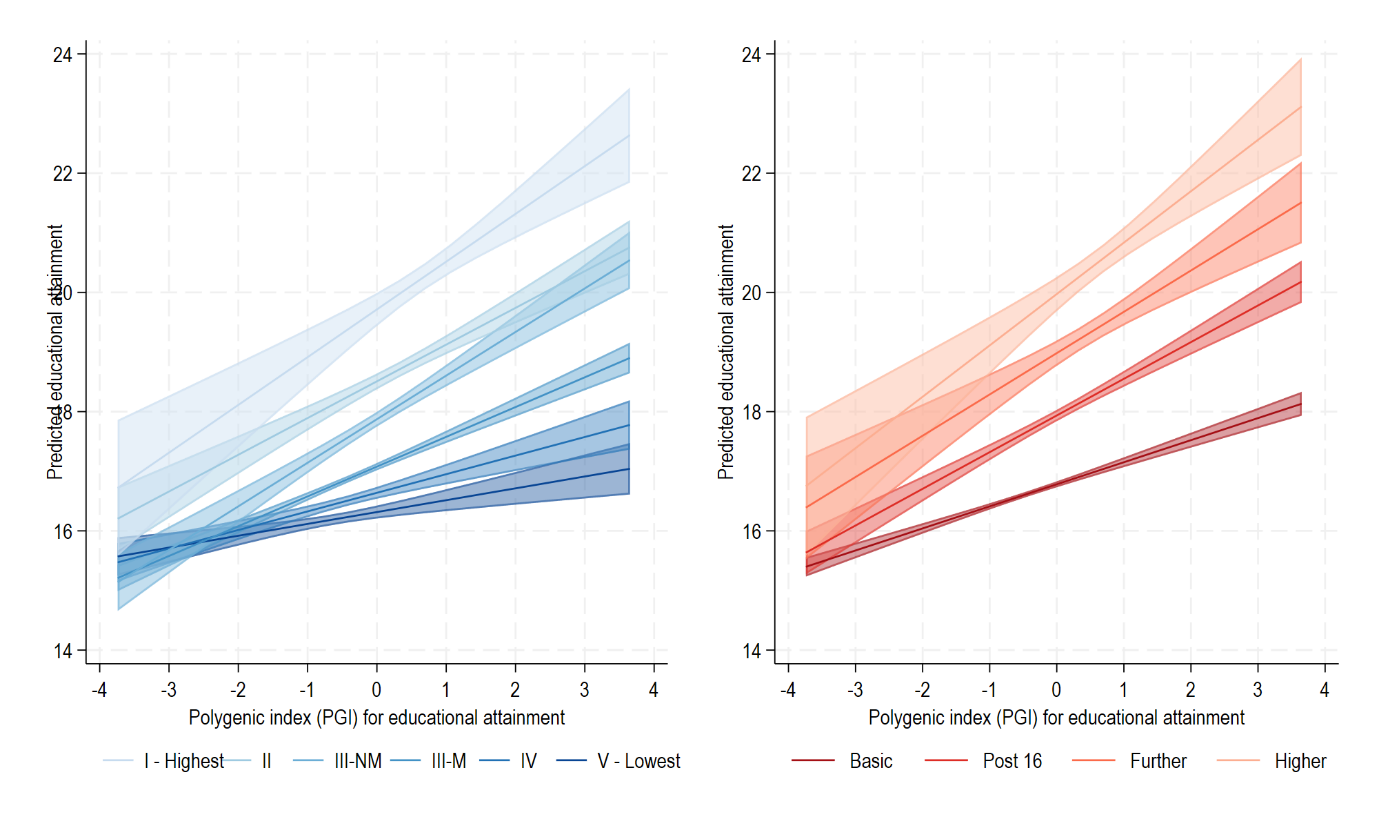 Predicted educational attainment
24
22
20
18
16
14
-4 -3 -2 -1 0 1 2 3 4
Polygenic index (PGI) for educational attainment
I - Highest II III-NM III-M IV V - Lowest
Predicted educational attainment
24
22
20
18
16
14
-4 -3 -2 -1 0 1 2 3 4
Polygenic index (PGI) for educational attainment
Basic Post 16 Further Higher